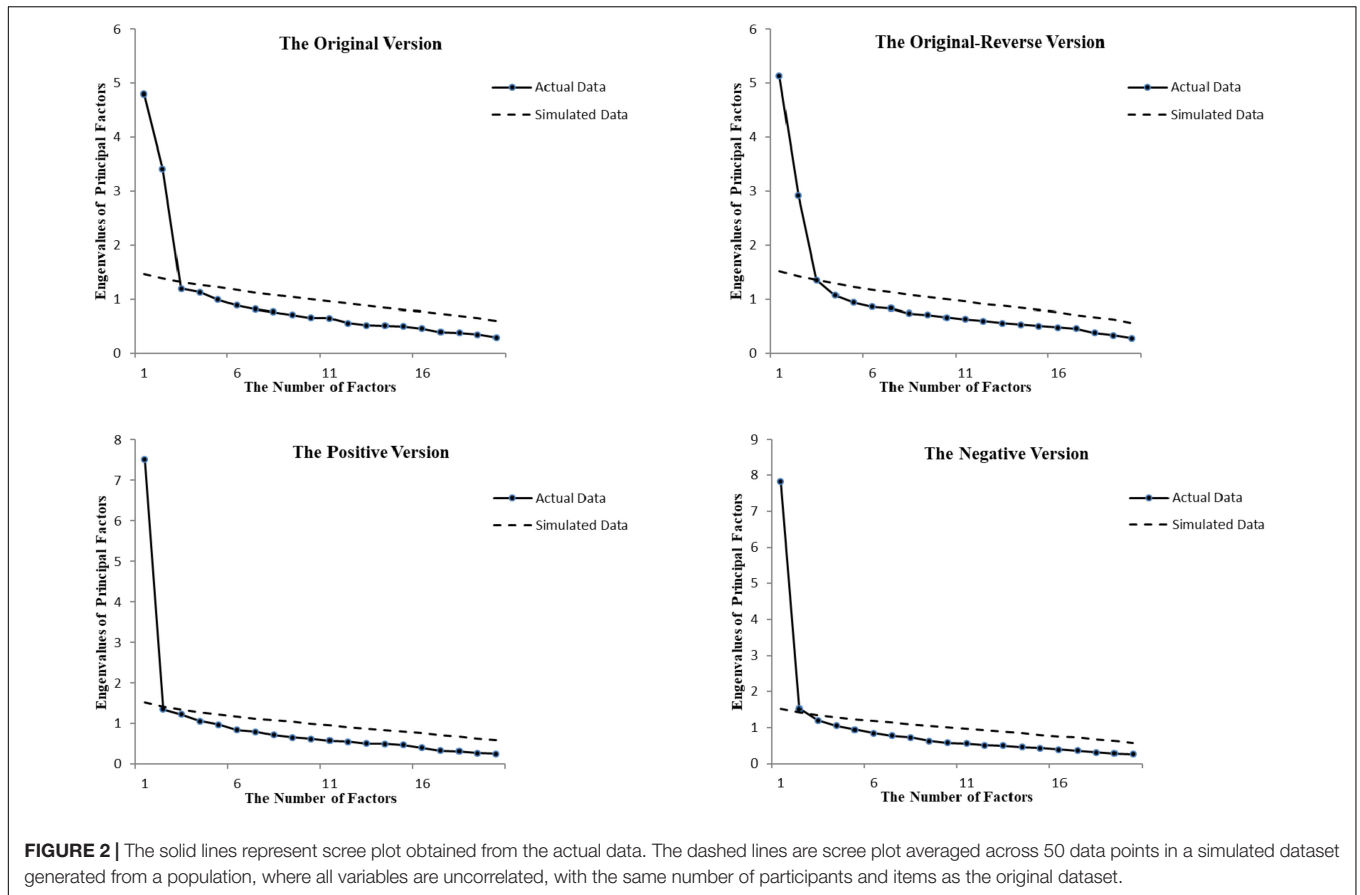 The Original Version
Engenvalues of Principal Factors
6
5
4
3
2
1
0
Actual Data
Simulated Data
1 6 11 16
The Number of Factors
The Original-Reverse Version
Engenvalues of Principal Factors
6
5
4
3
2
1
0
Actual Data
Simulated Data
1 6 11 16
The Number of Factors
The Positive Version
Engenvalues of Principal Factors
8
7
6
5
4
3
2
1
0
Actual Data
Simulated Data
1 6 11 16
The Number of Factors
The Negative Version
Engenvalues of Principal Factors
9
8
7
6
5
4
3
2
1
0
Actual Data
Simulated Data
1 6 11 16
The Number of Factors
FIGURE 2 | The solid lines represent scree plot obtained from the actual data. The dashed lines are scree plot averaged across 50 data points in a simulated dataset
generated from a population, where all variables are uncorrelated, with the same number of participants and items as the original dataset.